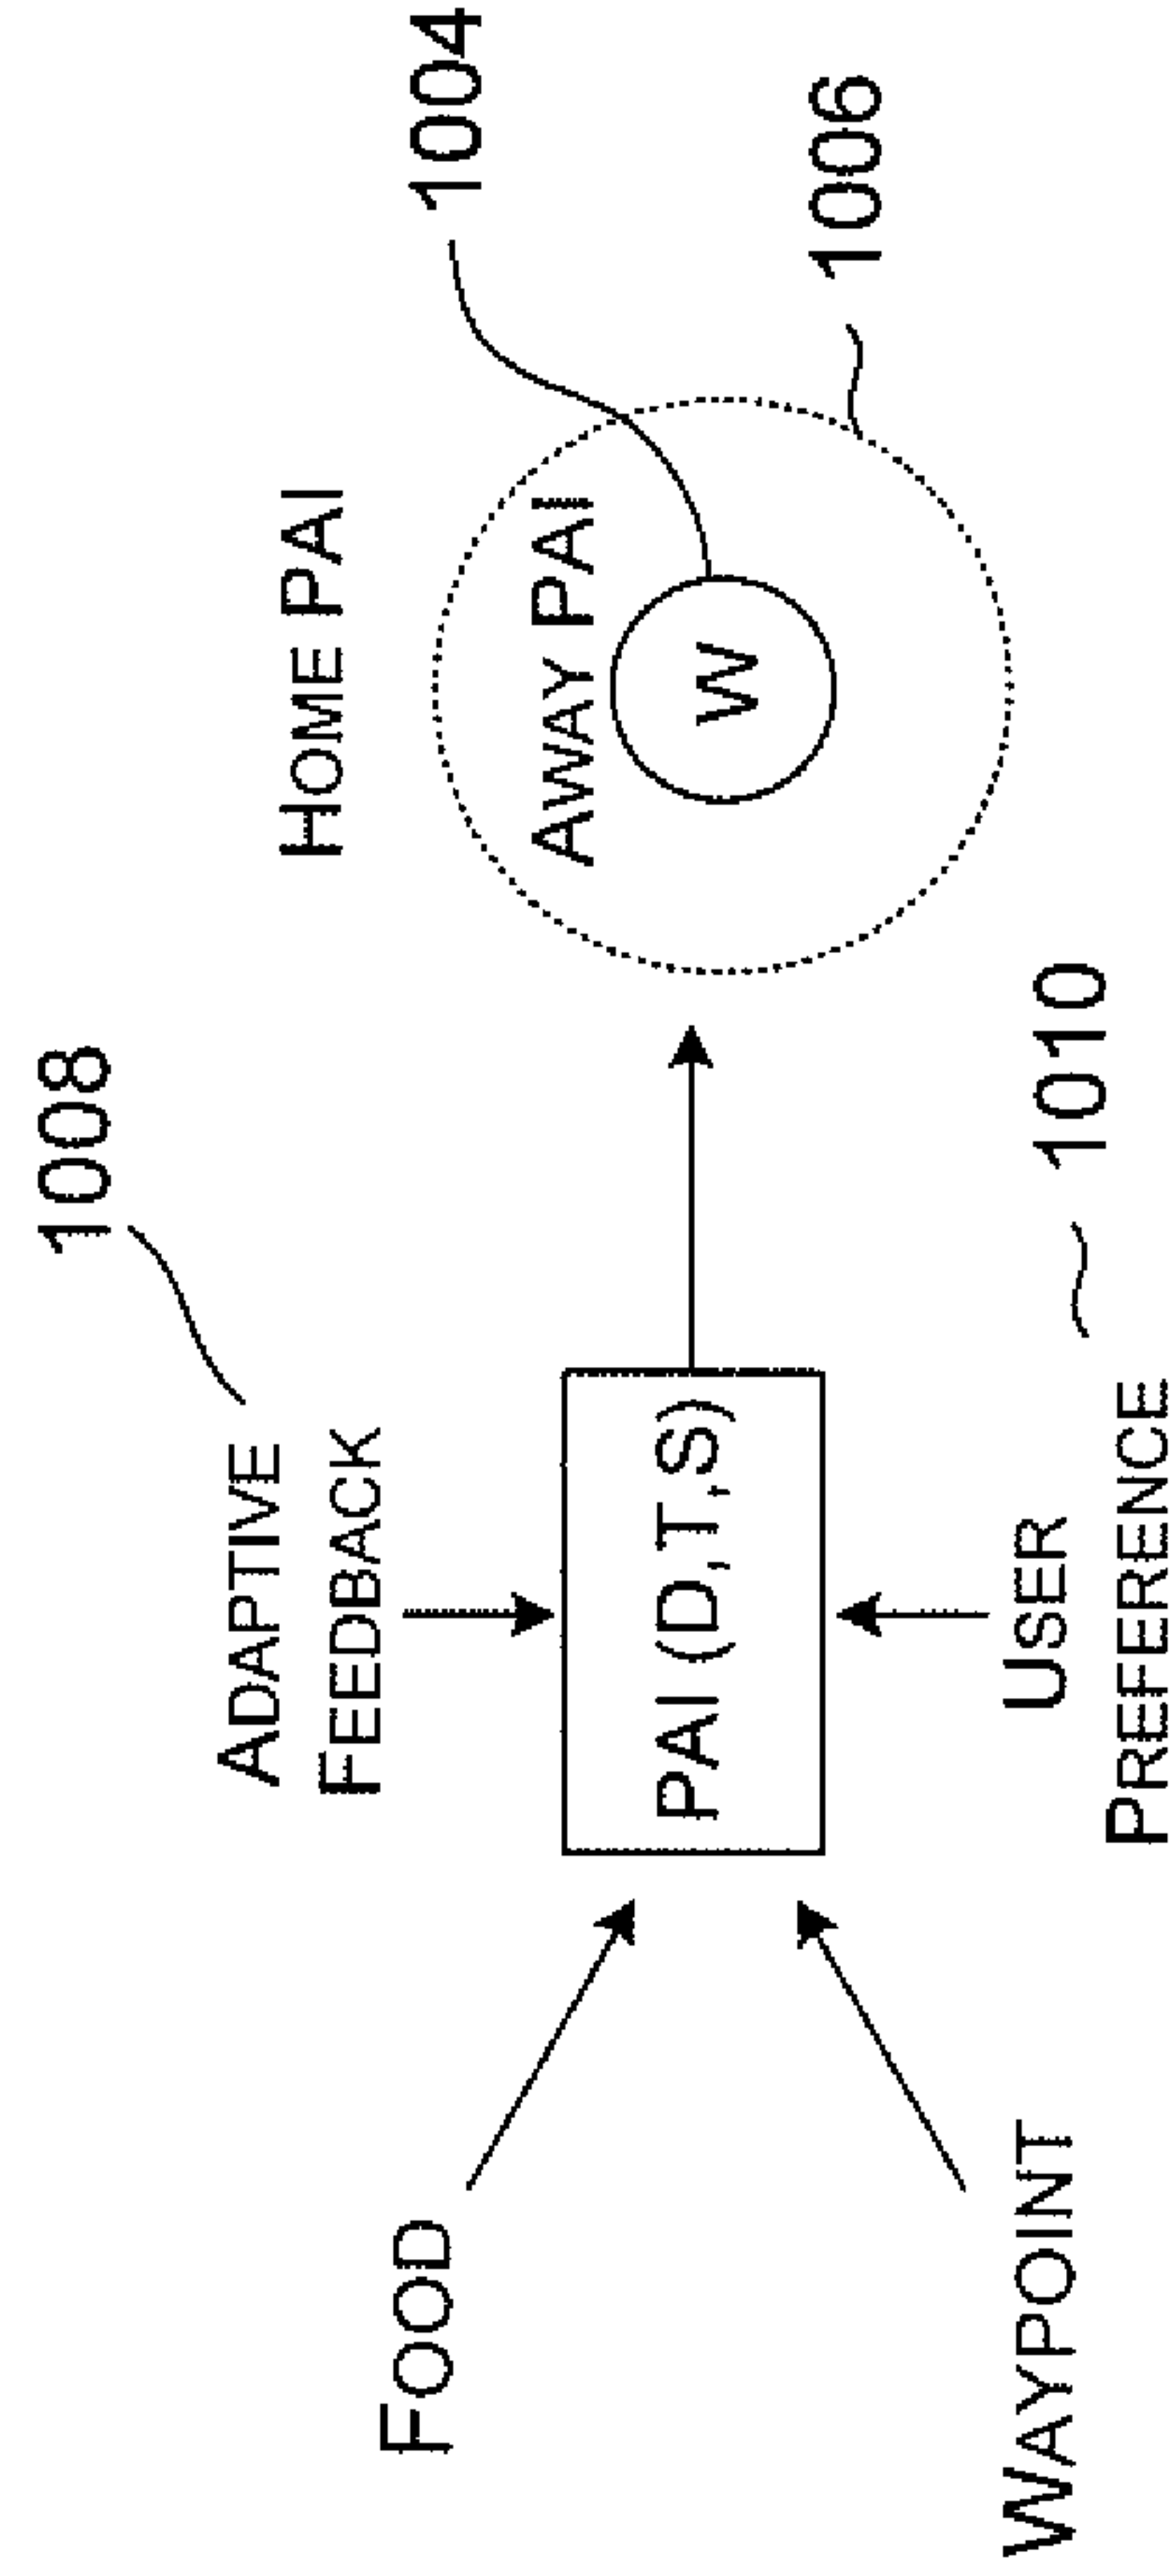 1008
ADAPTIVE
FEEDBACK
FOOD
PAI (D,T,S)
WAYPOINT
USER
PREFERENCE
1010
HOME PAI
AWAY PAI
W
1004
1006